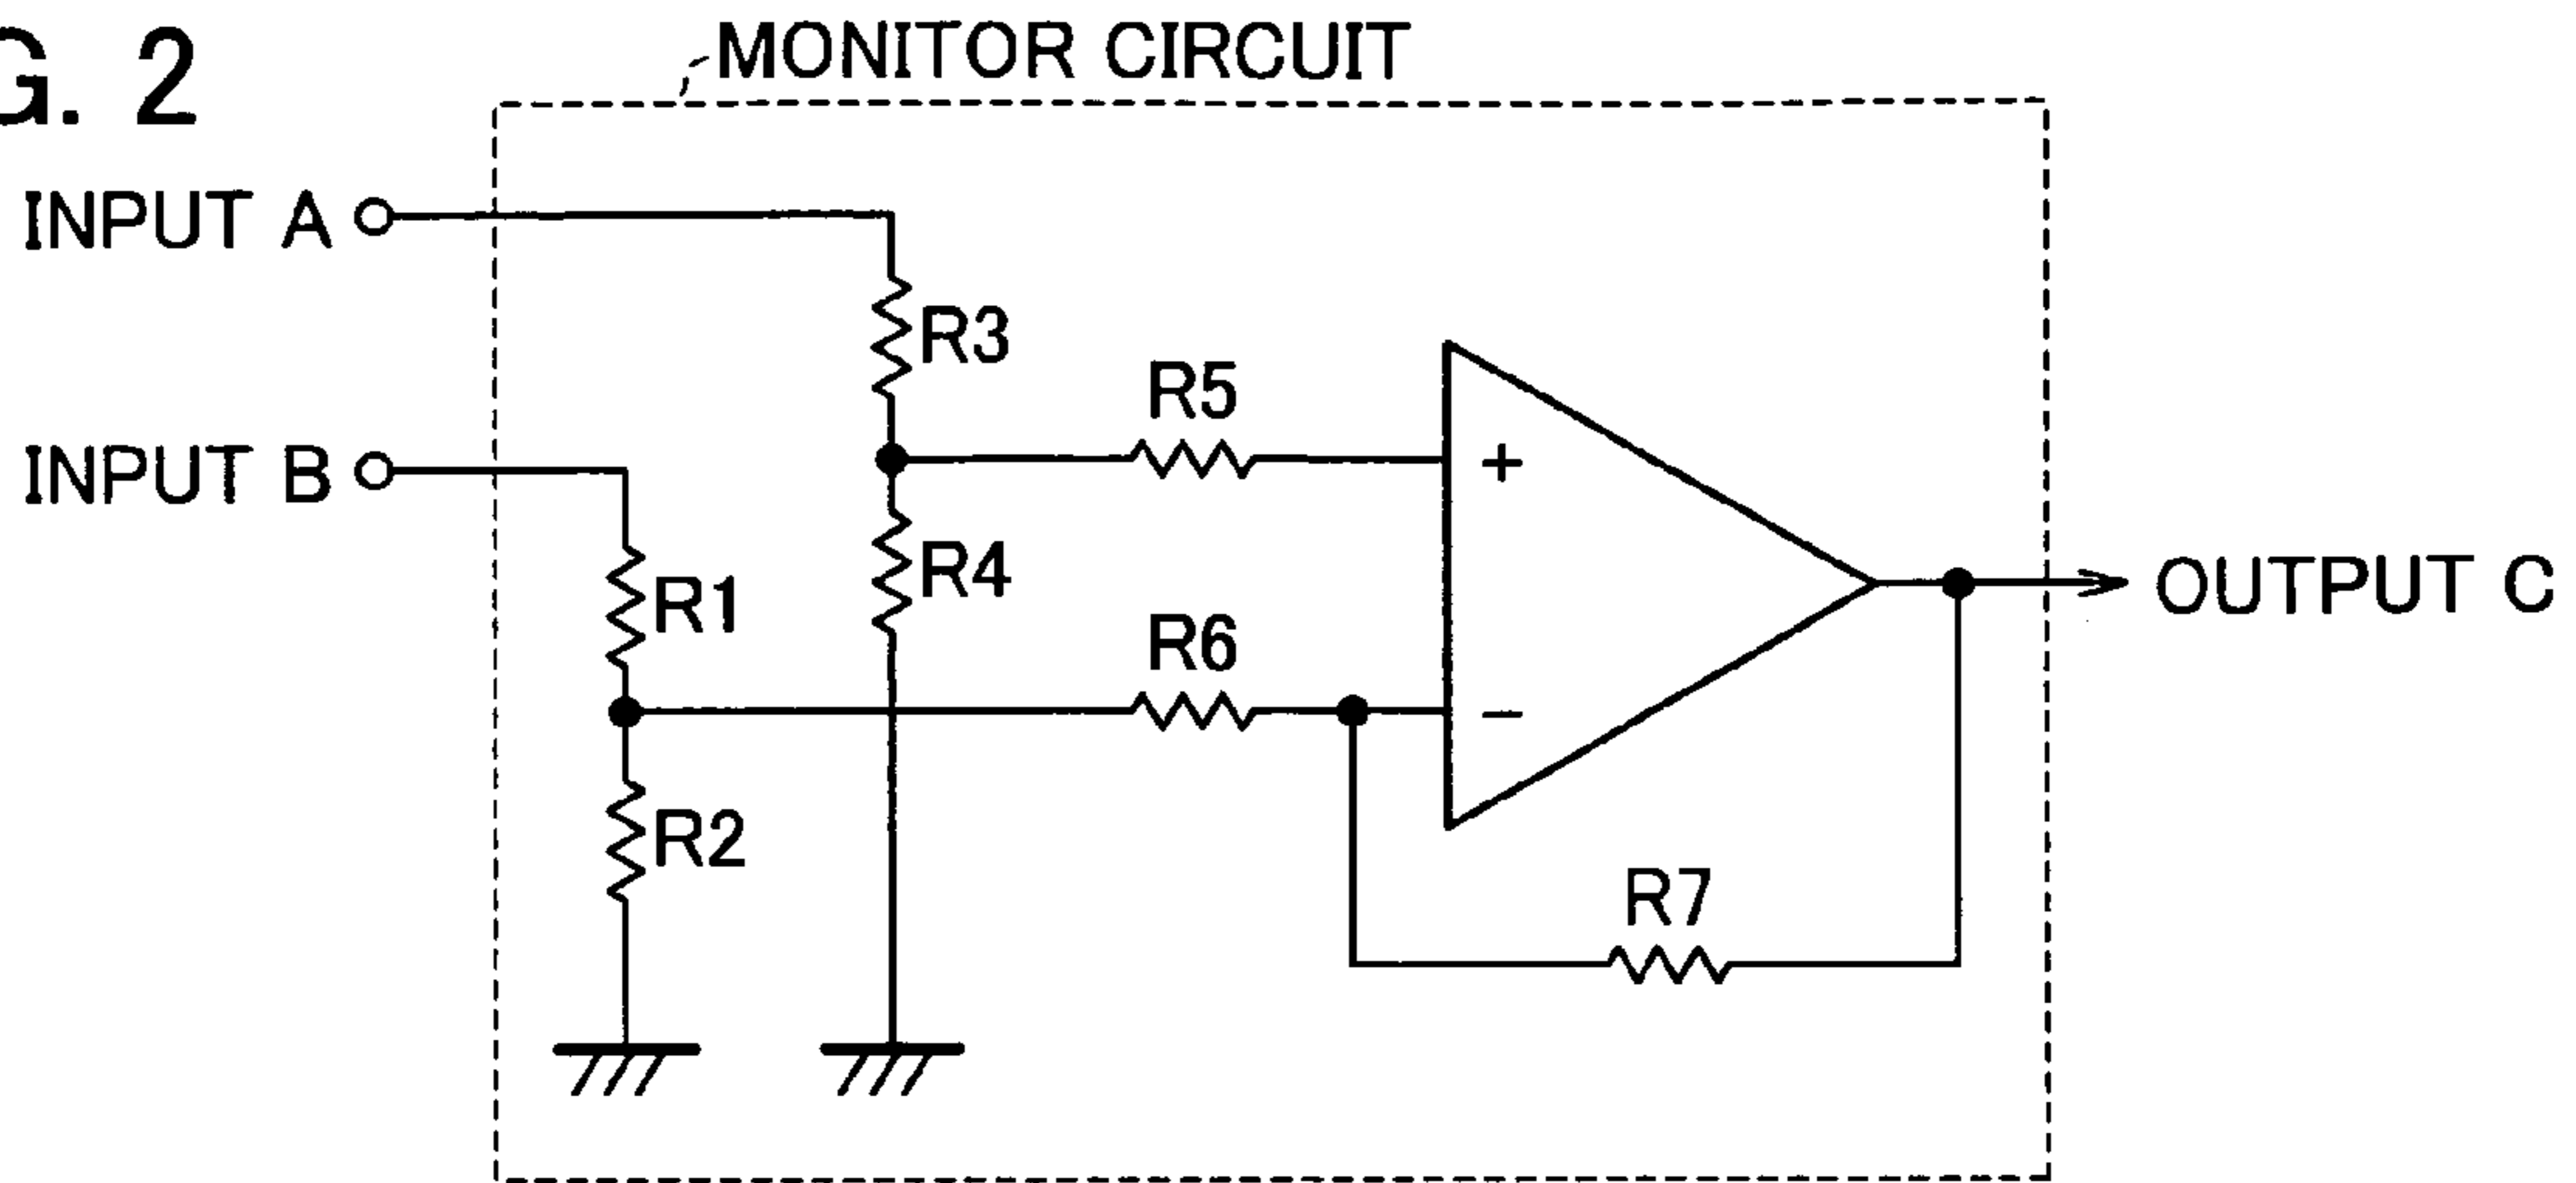 G. 2
MONITOR CIRCUIT
INPUT A
R3
R5
+
INPUT B
R4
R1
OUTPUT C
R6
−
R2
R7